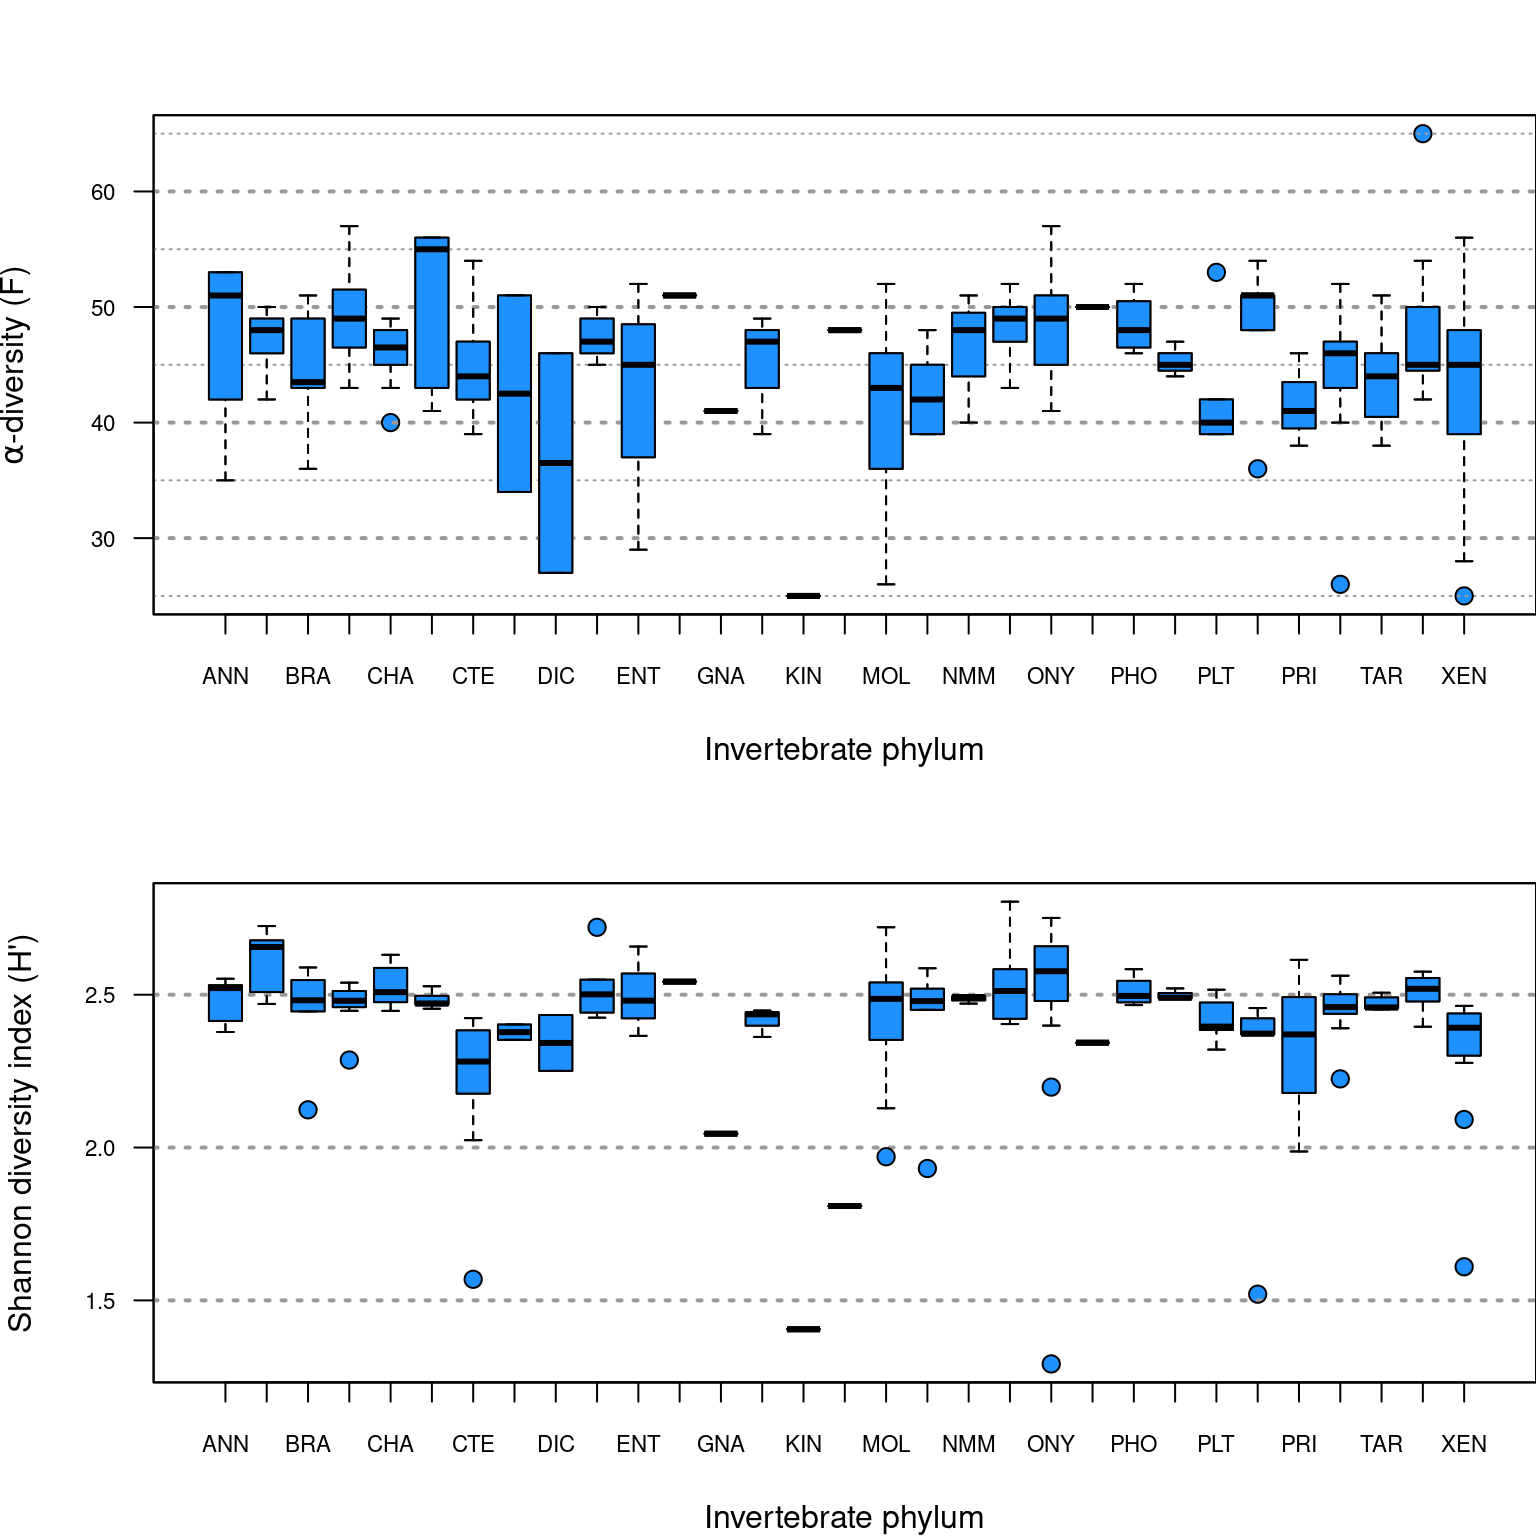 α-diversity (F)
60
50
40
30
ANN BRA CHA CTE DIC ENT GNA KIN MOL NMM ONY PHO PLT PRI TAR XEN
Invertebrate phylum
Shannon diversity index (H')
2.5
2.0
1.5
ANN BRA CHA CTE DIC ENT GNA KIN MOL NMM ONY PHO PLT PRI TAR XEN
Invertebrate phylum